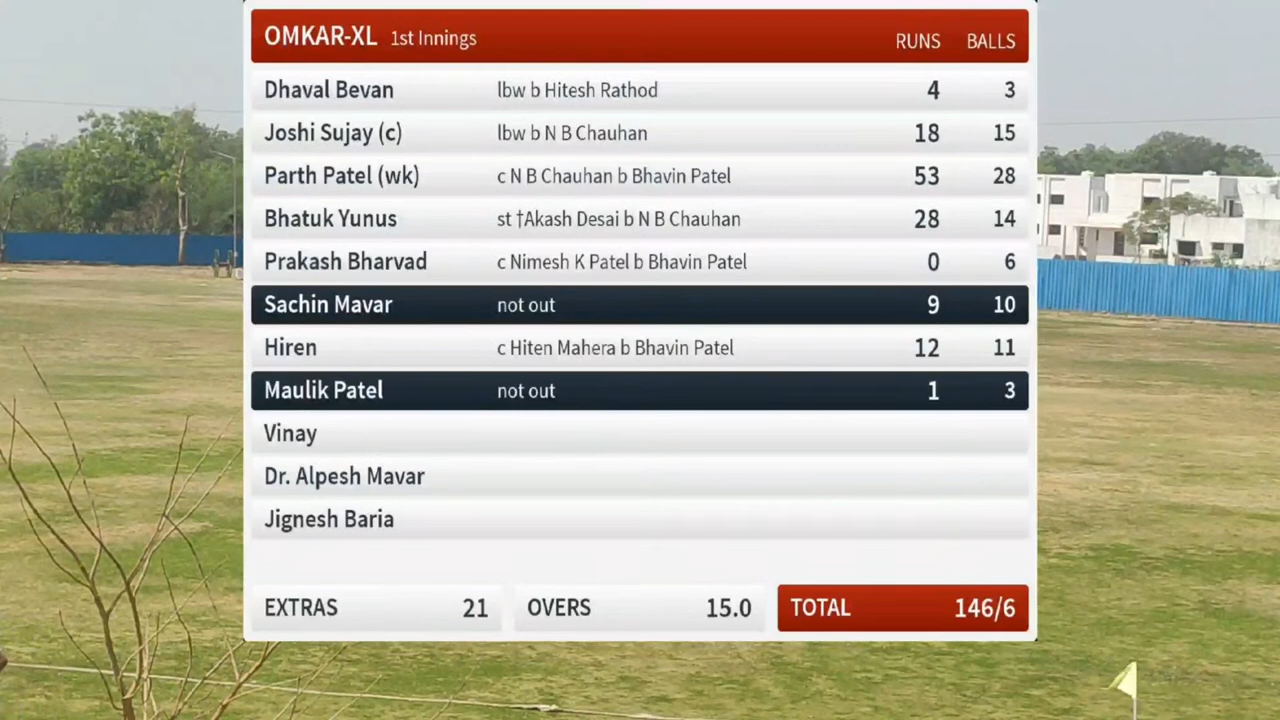 OMKAR-XL 1st Innings RUNS BALLS
Dhaval Bevan lbw b Hitesh Rathod 4 3
Joshi Sujay (c) lbw b N B Chauhan 18 15
Parth Patel (wk) c N B Chauhan b Bhavin Patel 53 28
Bhatuk Yunus st †Akash Desai b N B Chauhan 28 14
Prakash Bharvad c Nimesh K Patel b Bhavin Patel 0 6
Sachin Mavar not out 9 10
Hiren c Hiten Mahera b Bhavin Patel 12 11
Maulik Patel not out 1 3
Vinay
Dr. Alpesh Mavar
Jignesh Baria
EXTRAS 21 OVERS 15.0 TOTAL 146/6